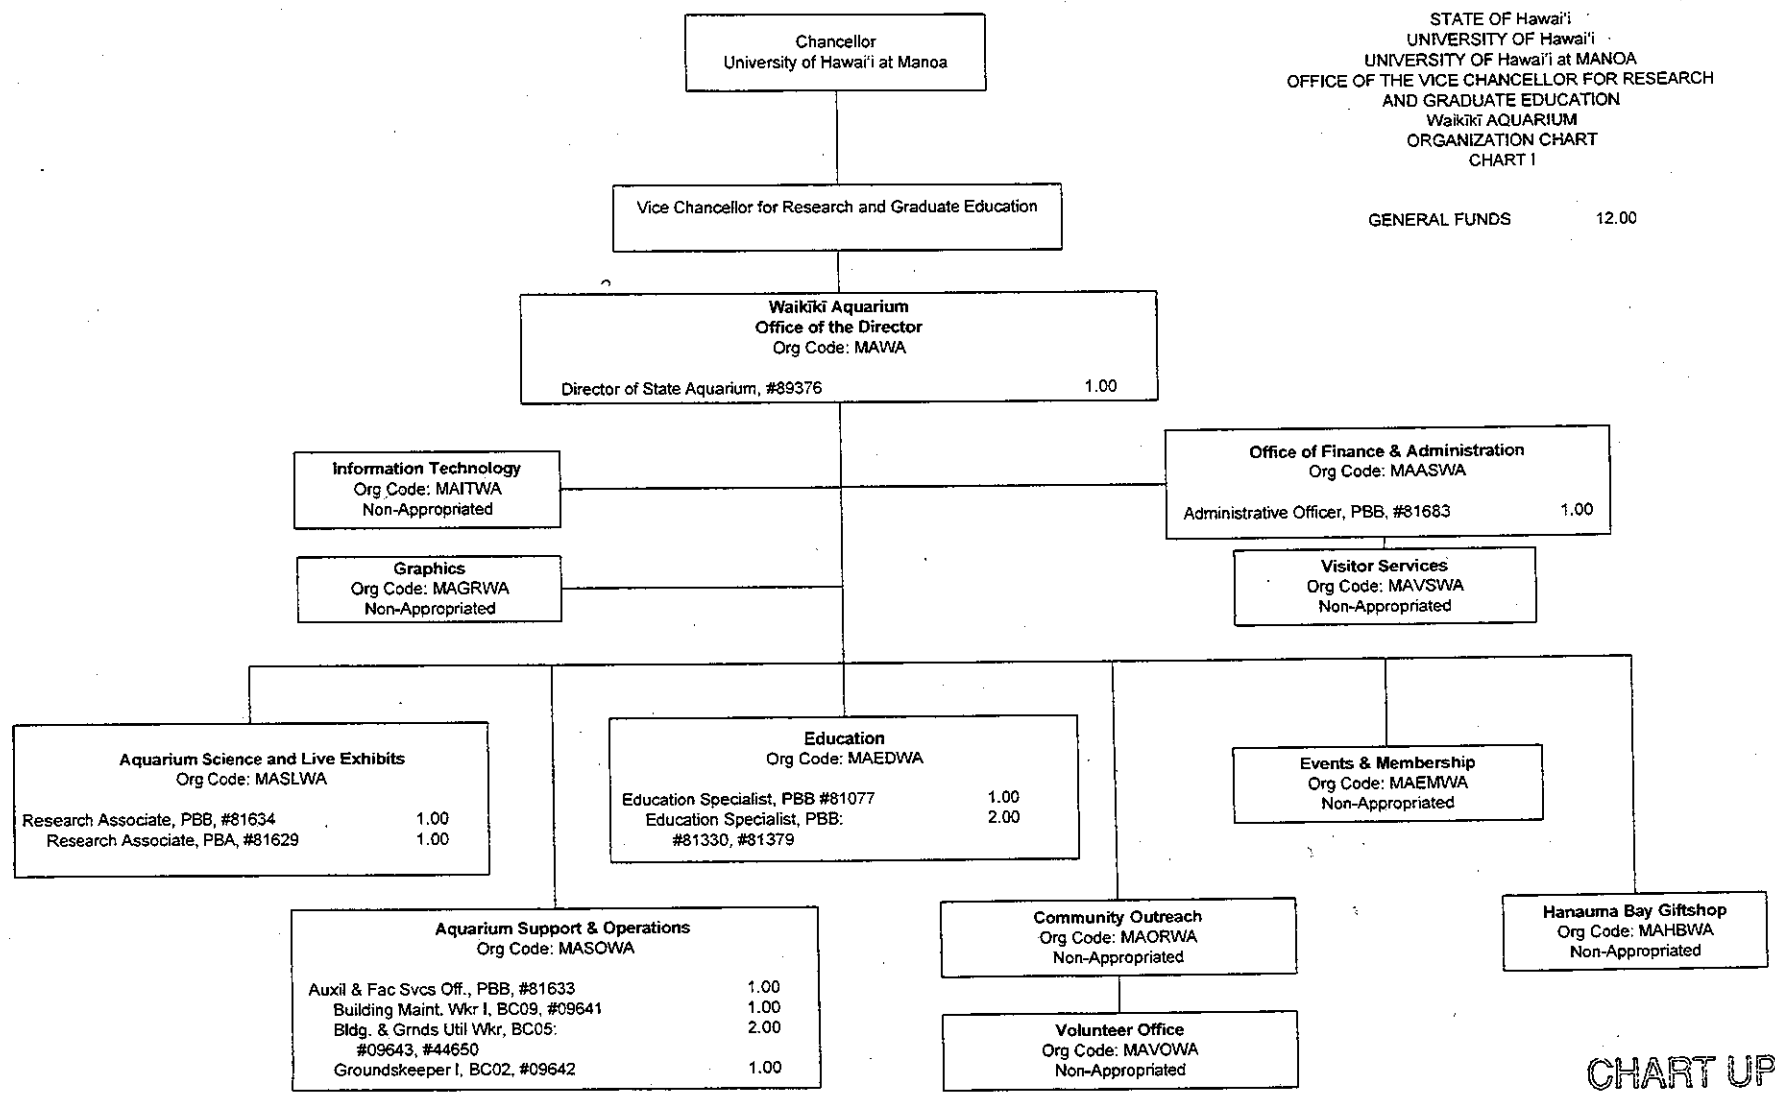 Chancellor
University of Hawai'i at Manoa
STATE OF Hawai'i
UNIVERSITY OF Hawai'i
UNIVERSITY OF Hawai'i at MANOA
OFFICE OF THE VICE CHANCELLOR FOR RESEARCH
AND GRADUATE EDUCATION
Waikīkī AQUARIUM
ORGANIZATION CHART
CHART I
GENERAL FUNDS 12.00
Vice Chancellor for Research and Graduate Education
Waikīkī Aquarium
Office of the Director
Org Code: MAWA
Director of State Aquarium, #89376 1.00
Information Technology
Org Code: MAITWA
Non-Appropriated
Office of Finance & Administration
Org Code: MAASWA
Administrative Officer, PBB, #81683 1.00
Graphics
Org Code: MAGRWA
Non-Appropriated
Visitor Services
Org Code: MAVSWA
Non-Appropriated
Aquarium Science and Live Exhibits
Org Code: MASLWA
Research Associate, PBB, #81634 1.00
Research Associate, PBA, #81629 1.00
Education
Org Code: MAEDWA
Education Specialist, PBB #81077 1.00
Education Specialist, PBB: 2.00
#81330, #81379
Events & Membership
Org Code: MAEMWA
Non-Appropriated
Aquarium Support & Operations
Org Code: MASOWA
Auxil & Fac Svcs Off., PBB, #81633 1.00
Building Maint. Wkr I, BC09, #09641 1.00
Bldg. & Grnds Util Wkr, BC05: 2.00
#09643, #44650
Groundskeeper I, BC02, #09642 1.00
Community Outreach
Org Code: MAORWA
Non-Appropriated
Volunteer Office
Org Code: MAVOWA
Non-Appropriated
Hanauma Bay Giftshop
Org Code: MAHBWA
Non-Appropriated
CHART UP